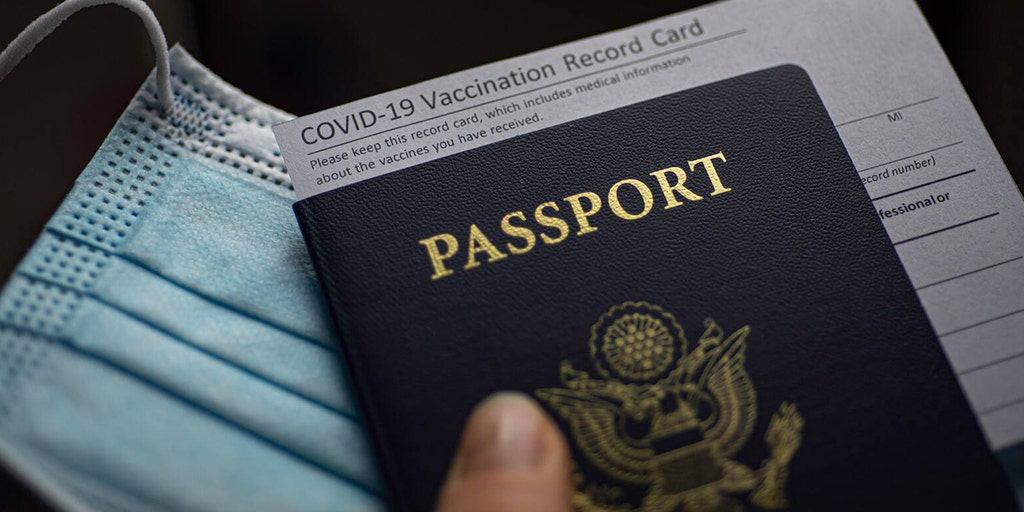 COVID-19 Vaccination Record Card
Please keep this record card, which includes medical information
about the vaccines you have received.
MI
ecord number)
fessional or
PASSPORT